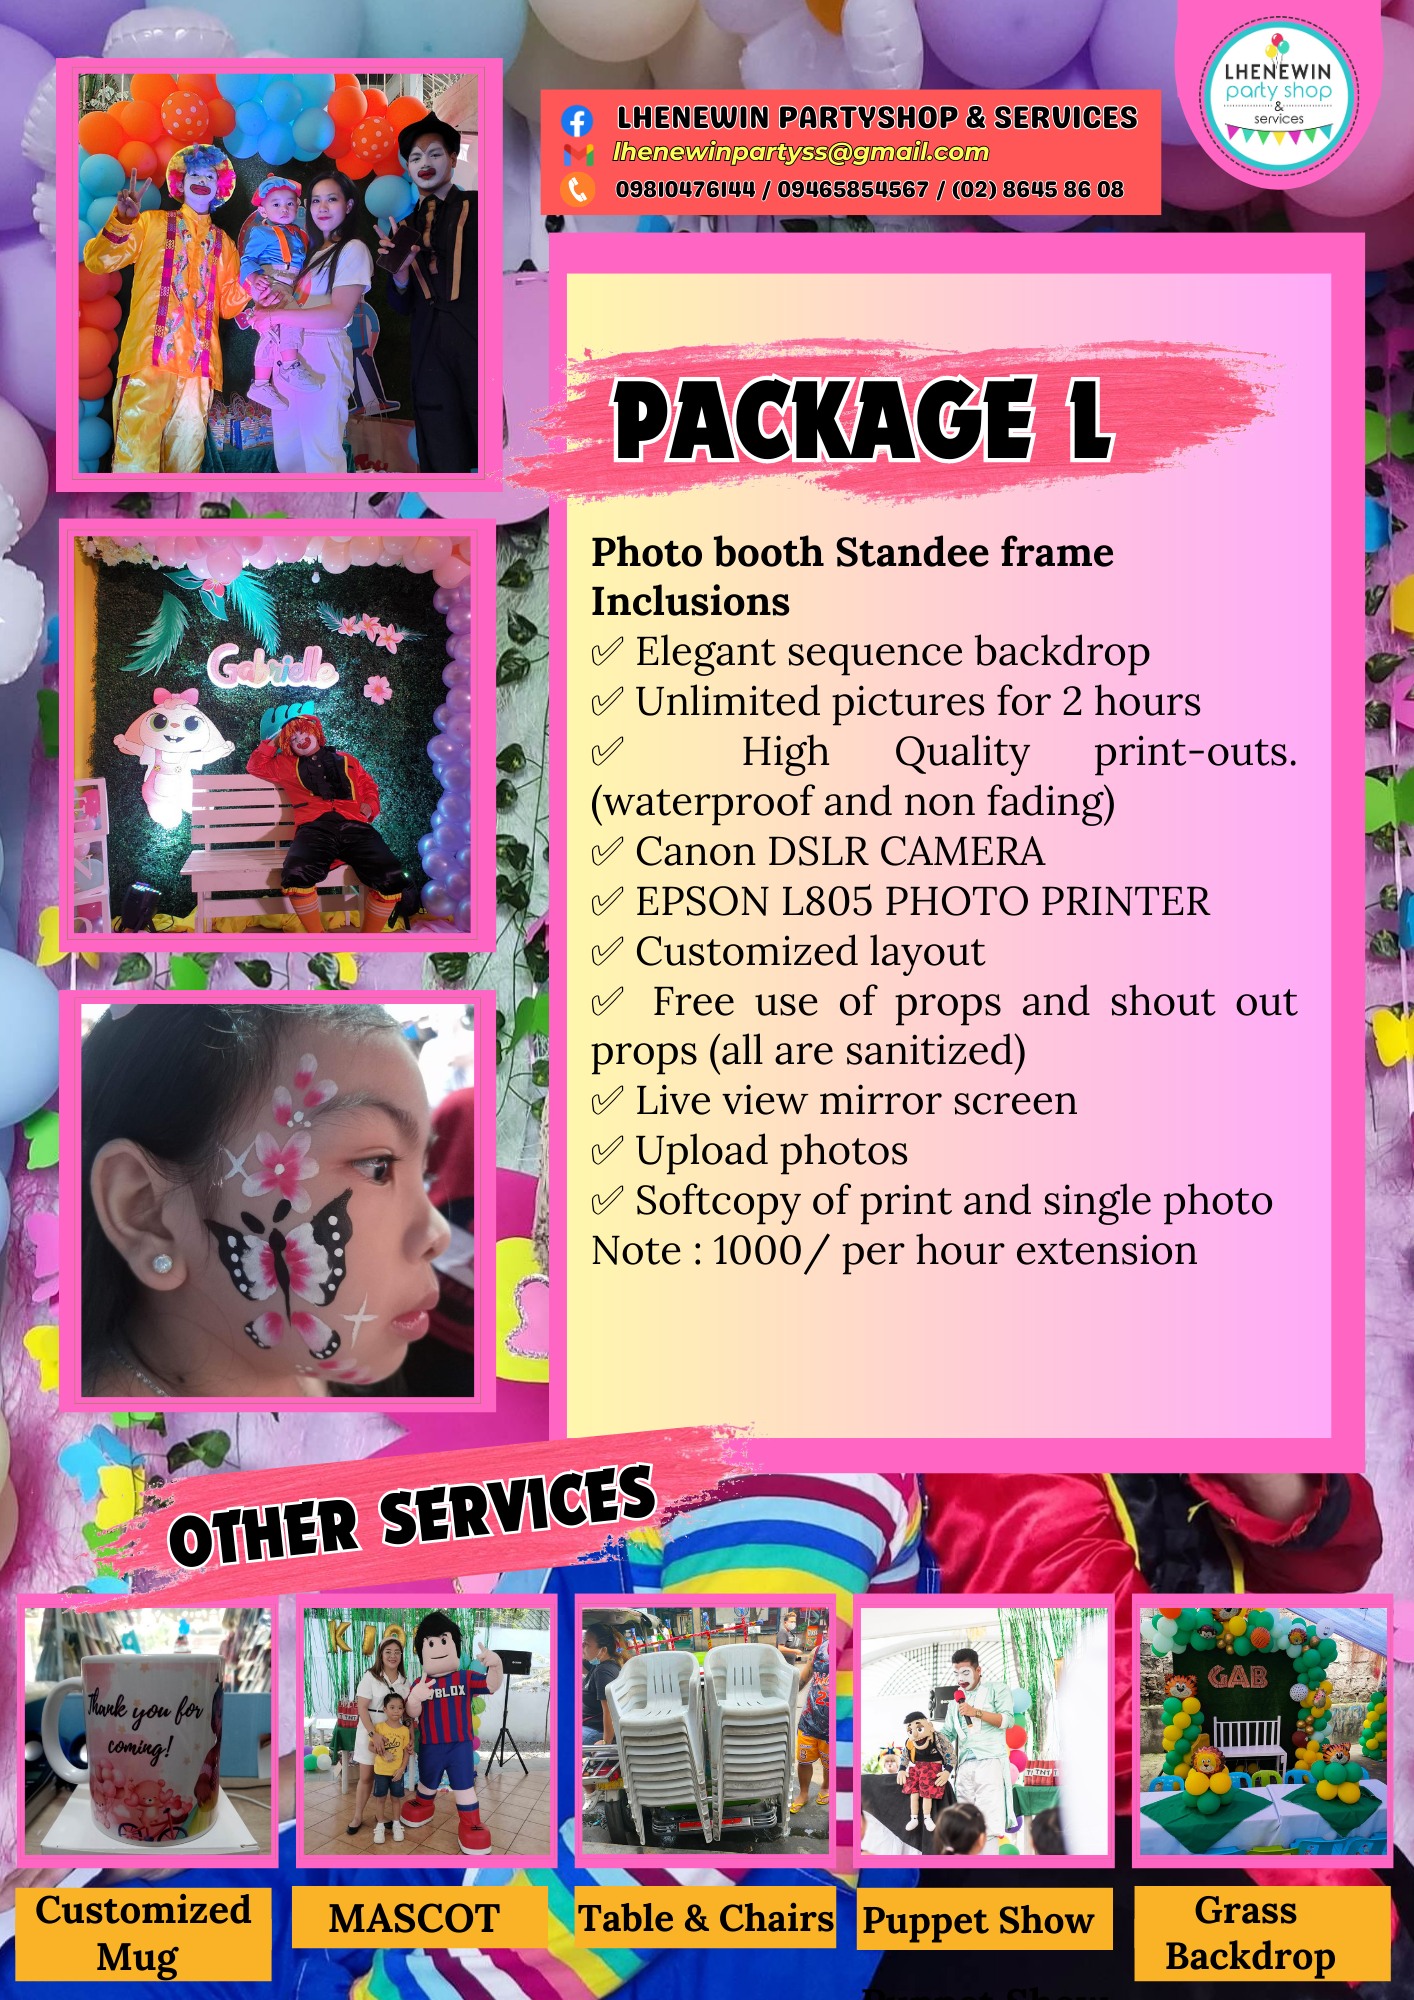 LHENEWIN
party shop
&
services
LHENEWIN PARTYSHOP & SERVICES
lhenewinpartyss@gmail.com
09810476144 / 09465854567 / (02) 8645 86 08
PACKAGE L
Photo booth Standee frame
Inclusions
✅ Elegant sequence backdrop
✅ Unlimited pictures for 2 hours
✅ High Quality print-outs.
(waterproof and non fading)
✅ Canon DSLR CAMERA
✅ EPSON L805 PHOTO PRINTER
✅ Customized layout
✅ Free use of props and shout out
props (all are sanitized)
✅ Live view mirror screen
✅ Upload photos
✅ Softcopy of print and single photo
Note : 1000/ per hour extension
Gabrielle
OTHER SERVICES
Thank you for
coming!
GAB
TNT
Customized
Mug
MASCOT
Table & Chairs
Puppet Show
Grass
Backdrop
Puppet Show